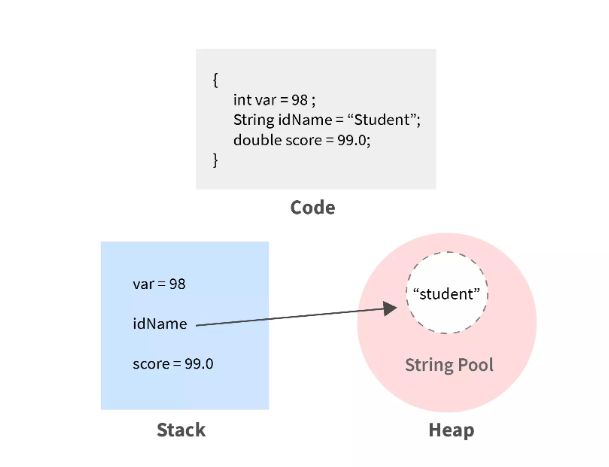 {
int var = 98 ;
String idName = “Student”;
double score = 99.0;
}
Code
var = 98
idName
score = 99.0
Stack
“student”
String Pool
Heap